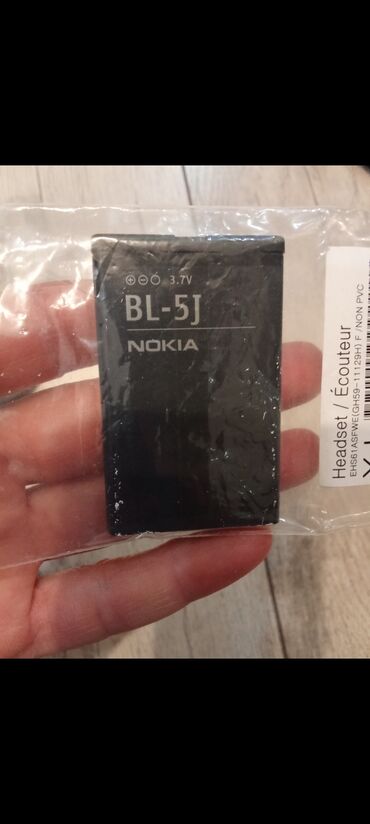 ⊕⊖○ 3.7V
BL-5J
NOKIA
Headset / Écouteur
EHS61ASFWE(GH59-11129H) F /NON PVC